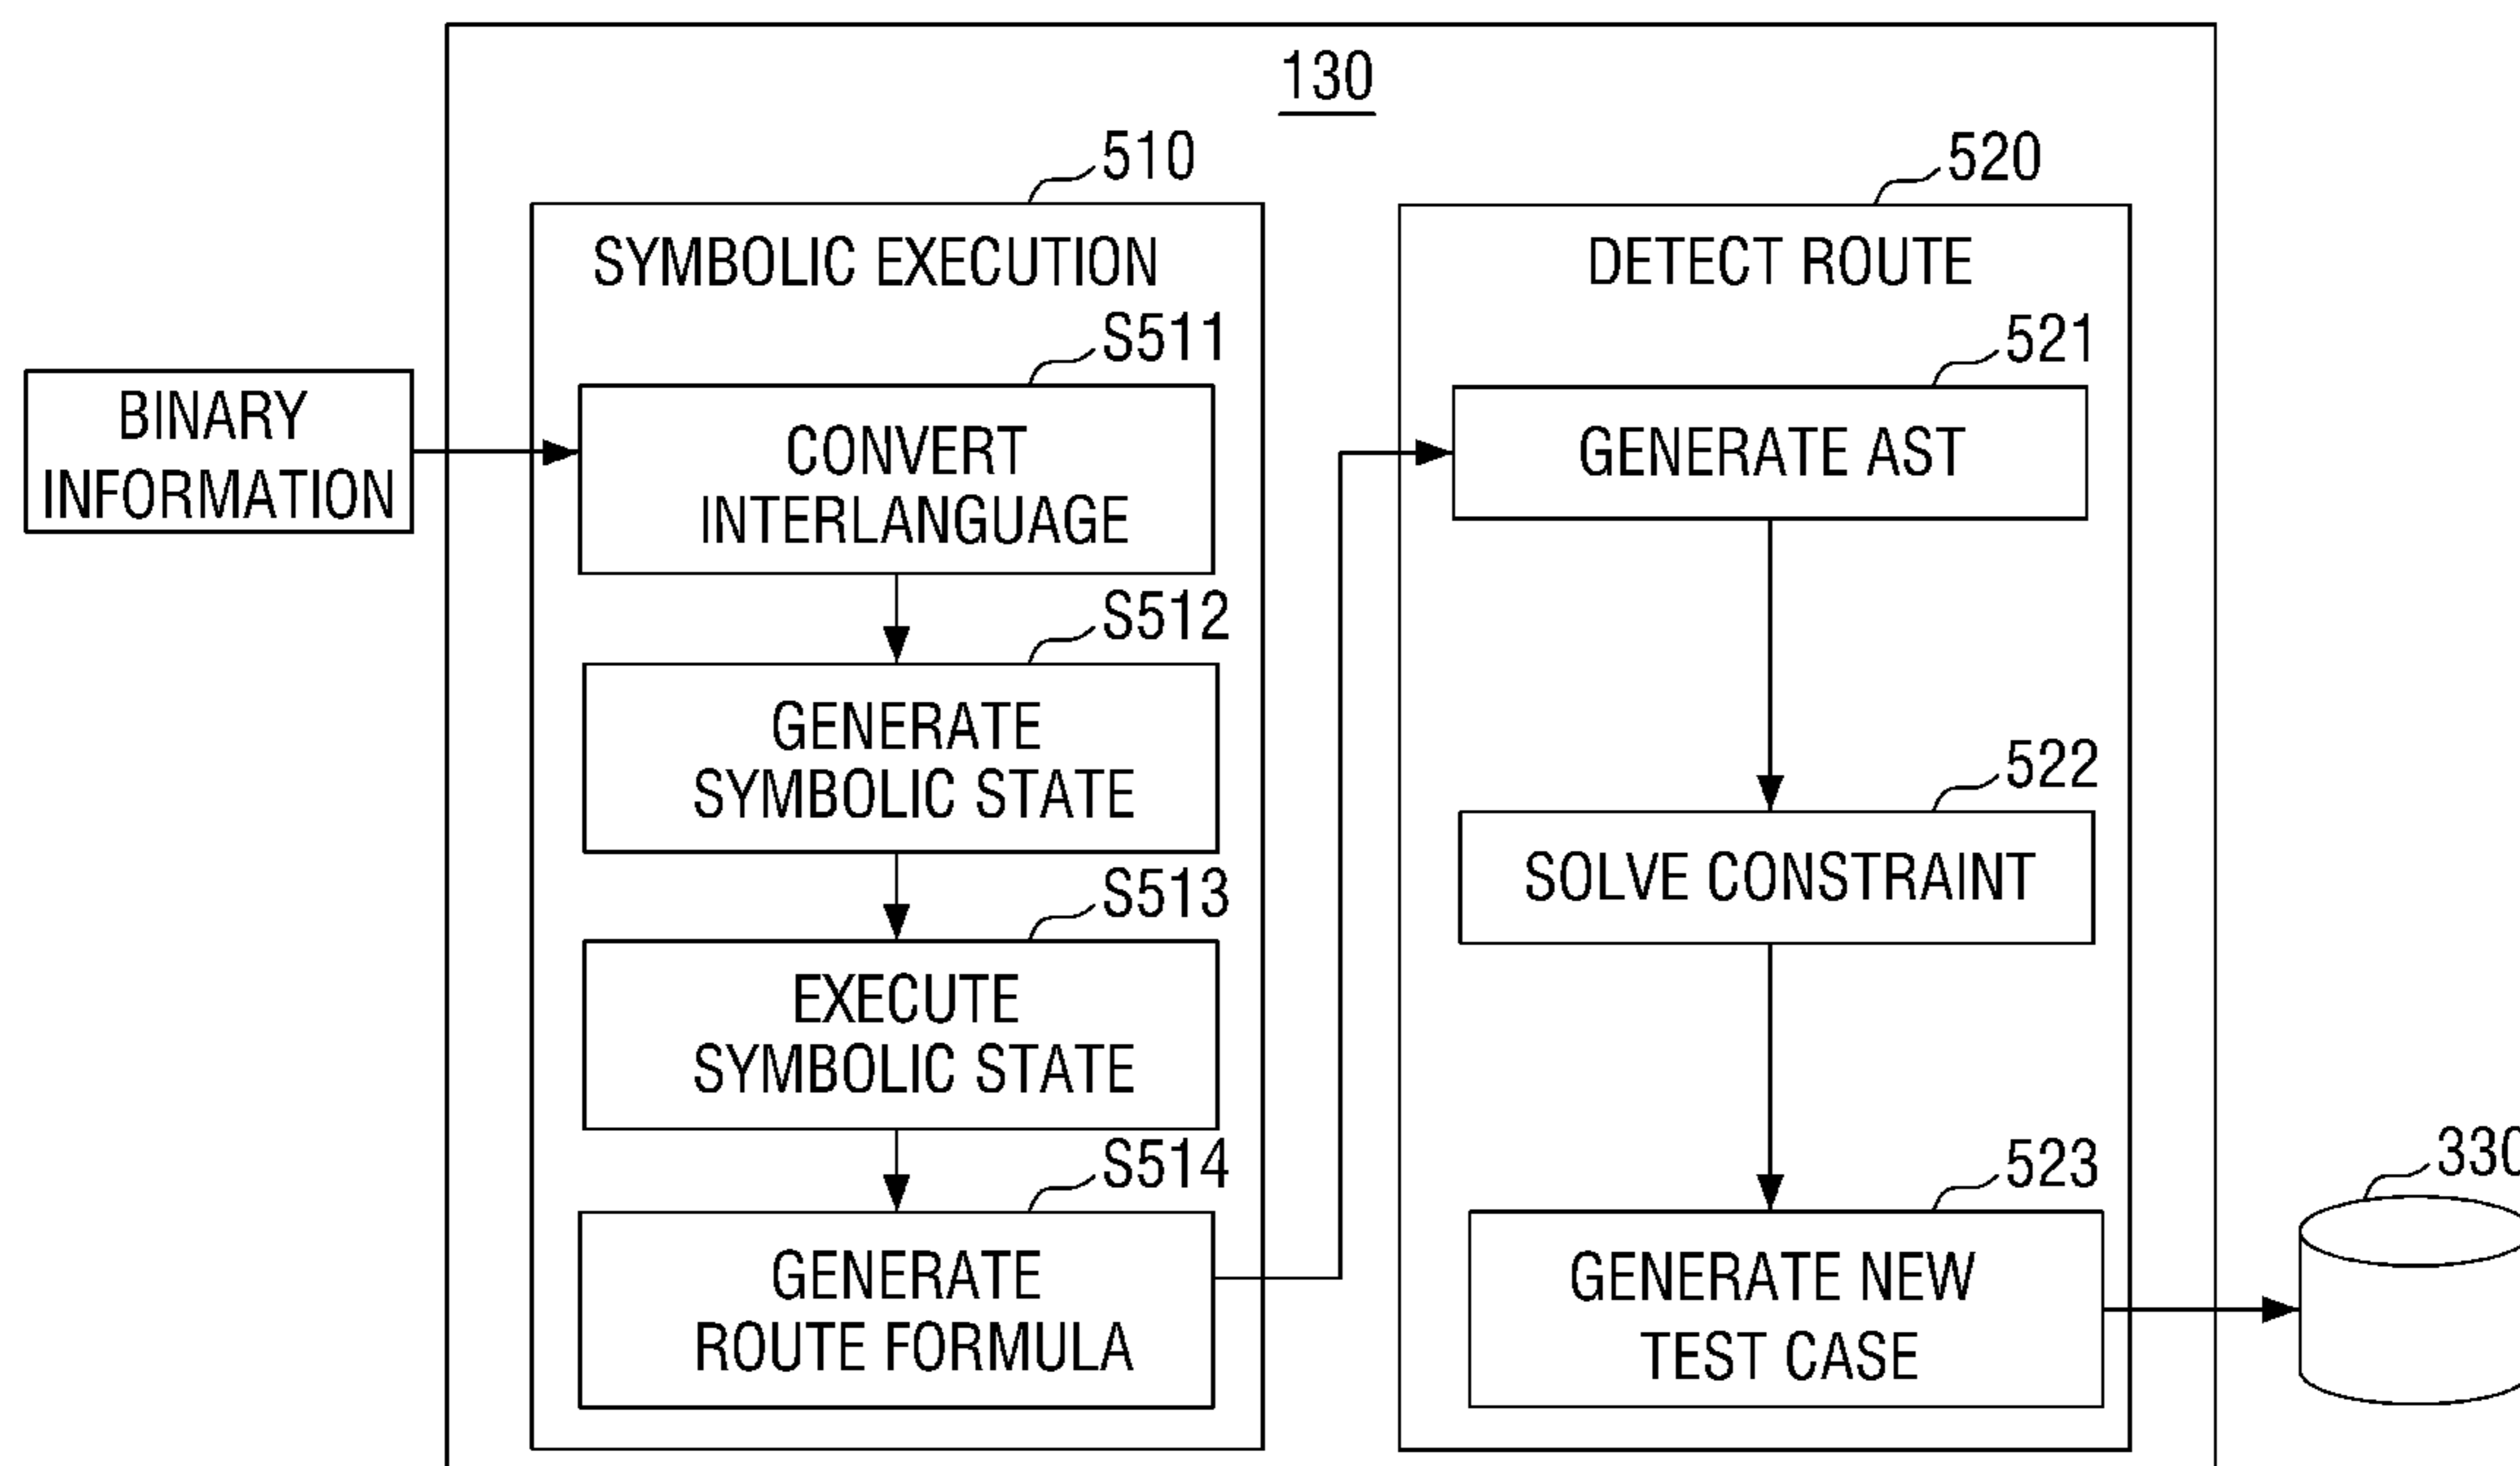 130
510
SYMBOLIC EXECUTION
S511
BINARY
INFORMATION
CONVERT
INTERLANGUAGE
S512
GENERATE
SYMBOLIC STATE
S513
EXECUTE
SYMBOLIC STATE
S514
GENERATE
ROUTE FORMULA
520
DETECT ROUTE
521
GENERATE AST
522
SOLVE CONSTRAINT
523
GENERATE NEW
TEST CASE
330